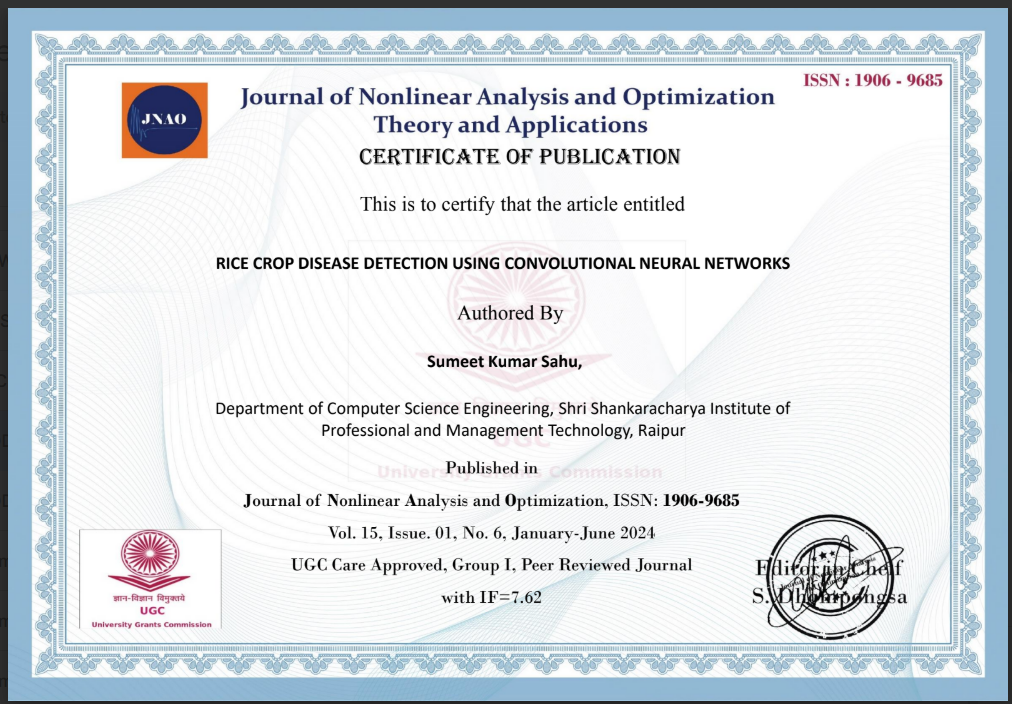 ISSN : 1906 - 9685
JNAO
Journal of Nonlinear Analysis and Optimization
Theory and Applications
CERTIFICATE OF PUBLICATION
This is to certify that the article entitled
RICE CROP DISEASE DETECTION USING CONVOLUTIONAL NEURAL NETWORKS
Authored By
Sumeet Kumar Sahu,
Department of Computer Science Engineering, Shri Shankaracharya Institute of
Professional and Management Technology, Raipur
UGC
University Grants Commission
Published in
Journal of Nonlinear Analysis and Optimization, ISSN: 1906-9685
Vol. 15, Issue. 01, No. 6, January-June 2024
UGC Care Approved, Group I, Peer Reviewed Journal
with IF=7.62
ज्ञान-विज्ञान विमुक्तये
UGC
University Grants Commission
Editor in Cheif
S. Dhompongsa